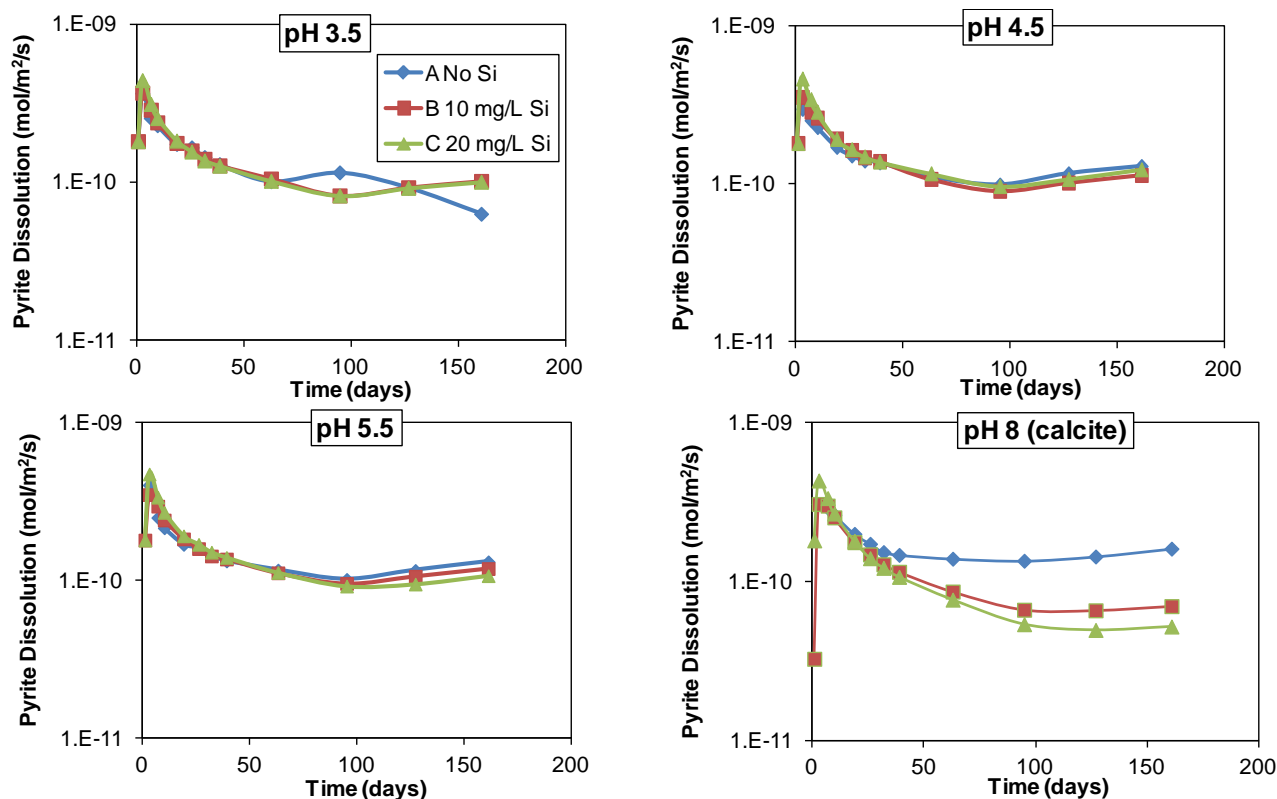 pH 3.5
1.E-09
1.E-10
1.E-11
Pyrite Dissolution (mol/m²/s)
A No Si
B 10 mg/L Si
C 20 mg/L Si
0 50 100 150 200
Time (days)
pH 4.5
1.E-09
1.E-10
1.E-11
Pyrite Dissolution (mol/m²/s)
0 50 100 150 200
Time (days)
pH 5.5
1.E-09
1.E-10
1.E-11
Pyrite Dissolution (mol/m²/s)
0 50 100 150 200
Time (days)
pH 8 (calcite)
1.E-09
1.E-10
1.E-11
Pyrite Dissolution (mol/m²/s)
0 50 100 150 200
Time (days)